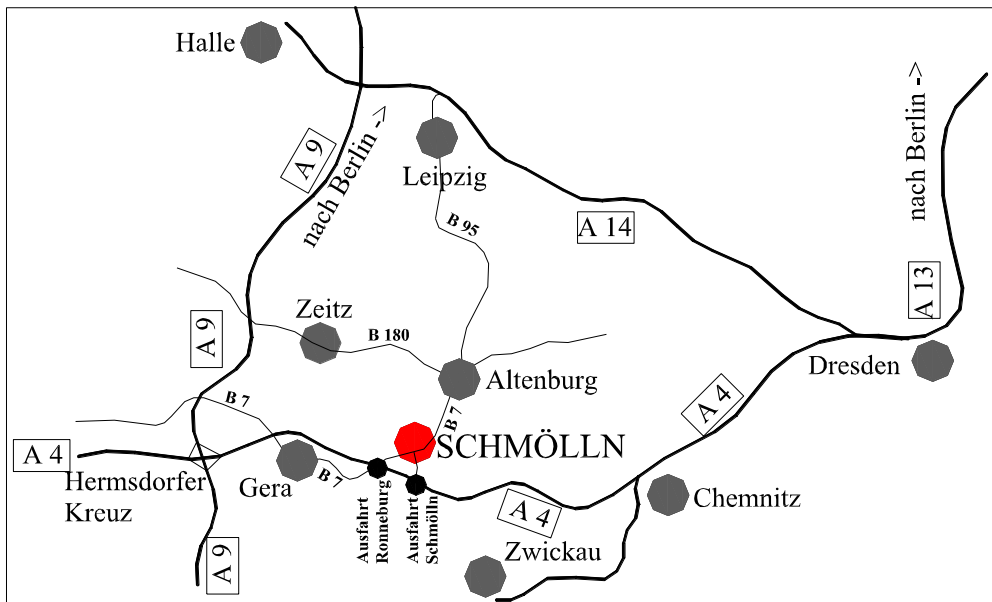 Halle
nach Berlin ->
A 9
nach Berlin ->
Leipzig
B 95
A 14
A 13
Zeitz
A 9
B 180
Dresden
Altenburg
B 7
B 7
A 4
SCHMÖLLN
A 4
Hermsdorfer
Kreuz
Gera
B 7
Ausfahrt
Ronneburg
Ausfahrt
Schmölln
A 4
Chemnitz
Zwickau
A 9